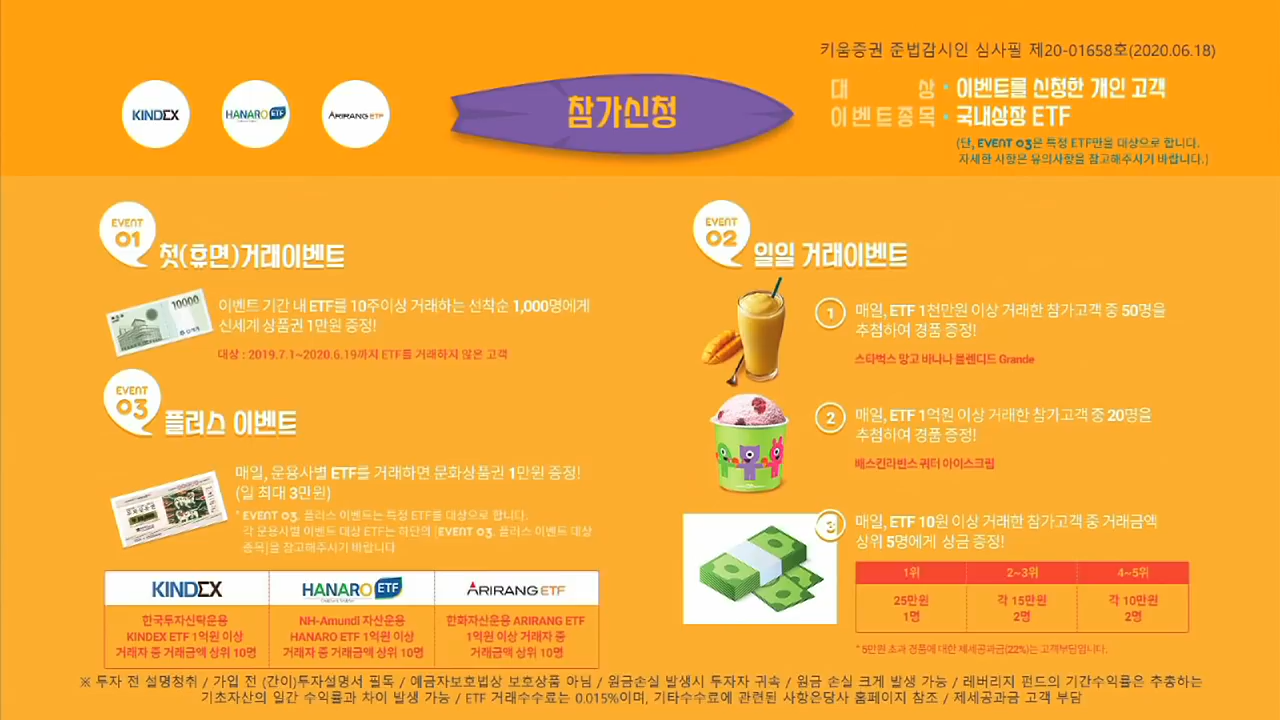 키움증권 준법감시인 심사필 제20-01658호(2020.06.18)
KINDEX
HANARO ETF
ARIRANG ETF
참가신청
대 상 · 이벤트를 신청한 개인 고객
이벤트종목 · 국내상장 ETF
(단, EVENT 03은 특정 ETF만을 대상으로 합니다.
자세한 사항은 유의사항을 참고해주시기 바랍니다.)
EVENT
01
첫(휴면)거래이벤트
10000
이벤트 기간 내 ETF를 10주이상 거래하는 선착순 1,000명에게
신세계 상품권 1만원 증정!
대상 : 2019.7.1~2020.6.19까지 ETF를 거래하지 않은 고객
EVENT
03
플러스 이벤트
매일, 운용사별 ETF를 거래하면 문화상품권 1만원 증정!
(일 최대 3만원)
* EVENT 03. 플러스 이벤트는 특정 ETF를 대상으로 합니다.
각 운용사별 이벤트 대상 ETF는 하단의 [EVENT 03. 플러스 이벤트 대상
종목]을 참고해주시기 바랍니다
KINDEX
HANARO ETF
ARIRANG ETF
한국투자신탁운용
KINDEX ETF 1억원 이상
거래자 중 거래금액 상위 10명
NH-Amundi 자산운용
HANARO ETF 1억원 이상
거래자 중 거래금액 상위 10명
한화자산운용 ARIRANG ETF
1억원 이상 거래자 중
거래금액 상위 10명
EVENT
02
일일 거래이벤트
1
매일, ETF 1천만원 이상 거래한 참가고객 중 50명을
추첨하여 경품 증정!
스타벅스 망고 바나나 블렌디드 Grande
2
매일, ETF 1억원 이상 거래한 참가고객 중 20명을
추첨하여 경품 증정!
베스킨라빈스 쿼터 아이스크림
3
매일, ETF 10원 이상 거래한 참가고객 중 거래금액
상위 5명에게 상금 증정!
1위
2~3위
4~5위
25만원
1명
각 15만원
2명
각 10만원
2명
* 5만원 초과 경품에 대한 제세공과금(22%)는 고객부담입니다.
※ 투자 전 설명청취 / 가입 전 (간이)투자설명서 필독 / 예금자보호법상 보호상품 아님 / 원금손실 발생시 투자자 귀속 / 원금 손실 크게 발생 가능 / 레버리지 펀드의 기간수익률은 추종하는
기초자산의 일간 수익률과 차이 발생 가능 / ETF 거래수수료는 0.015%이며, 기타수수료에 관련된 사항은당사 홈페이지 참조 / 제세공과금 고객 부담